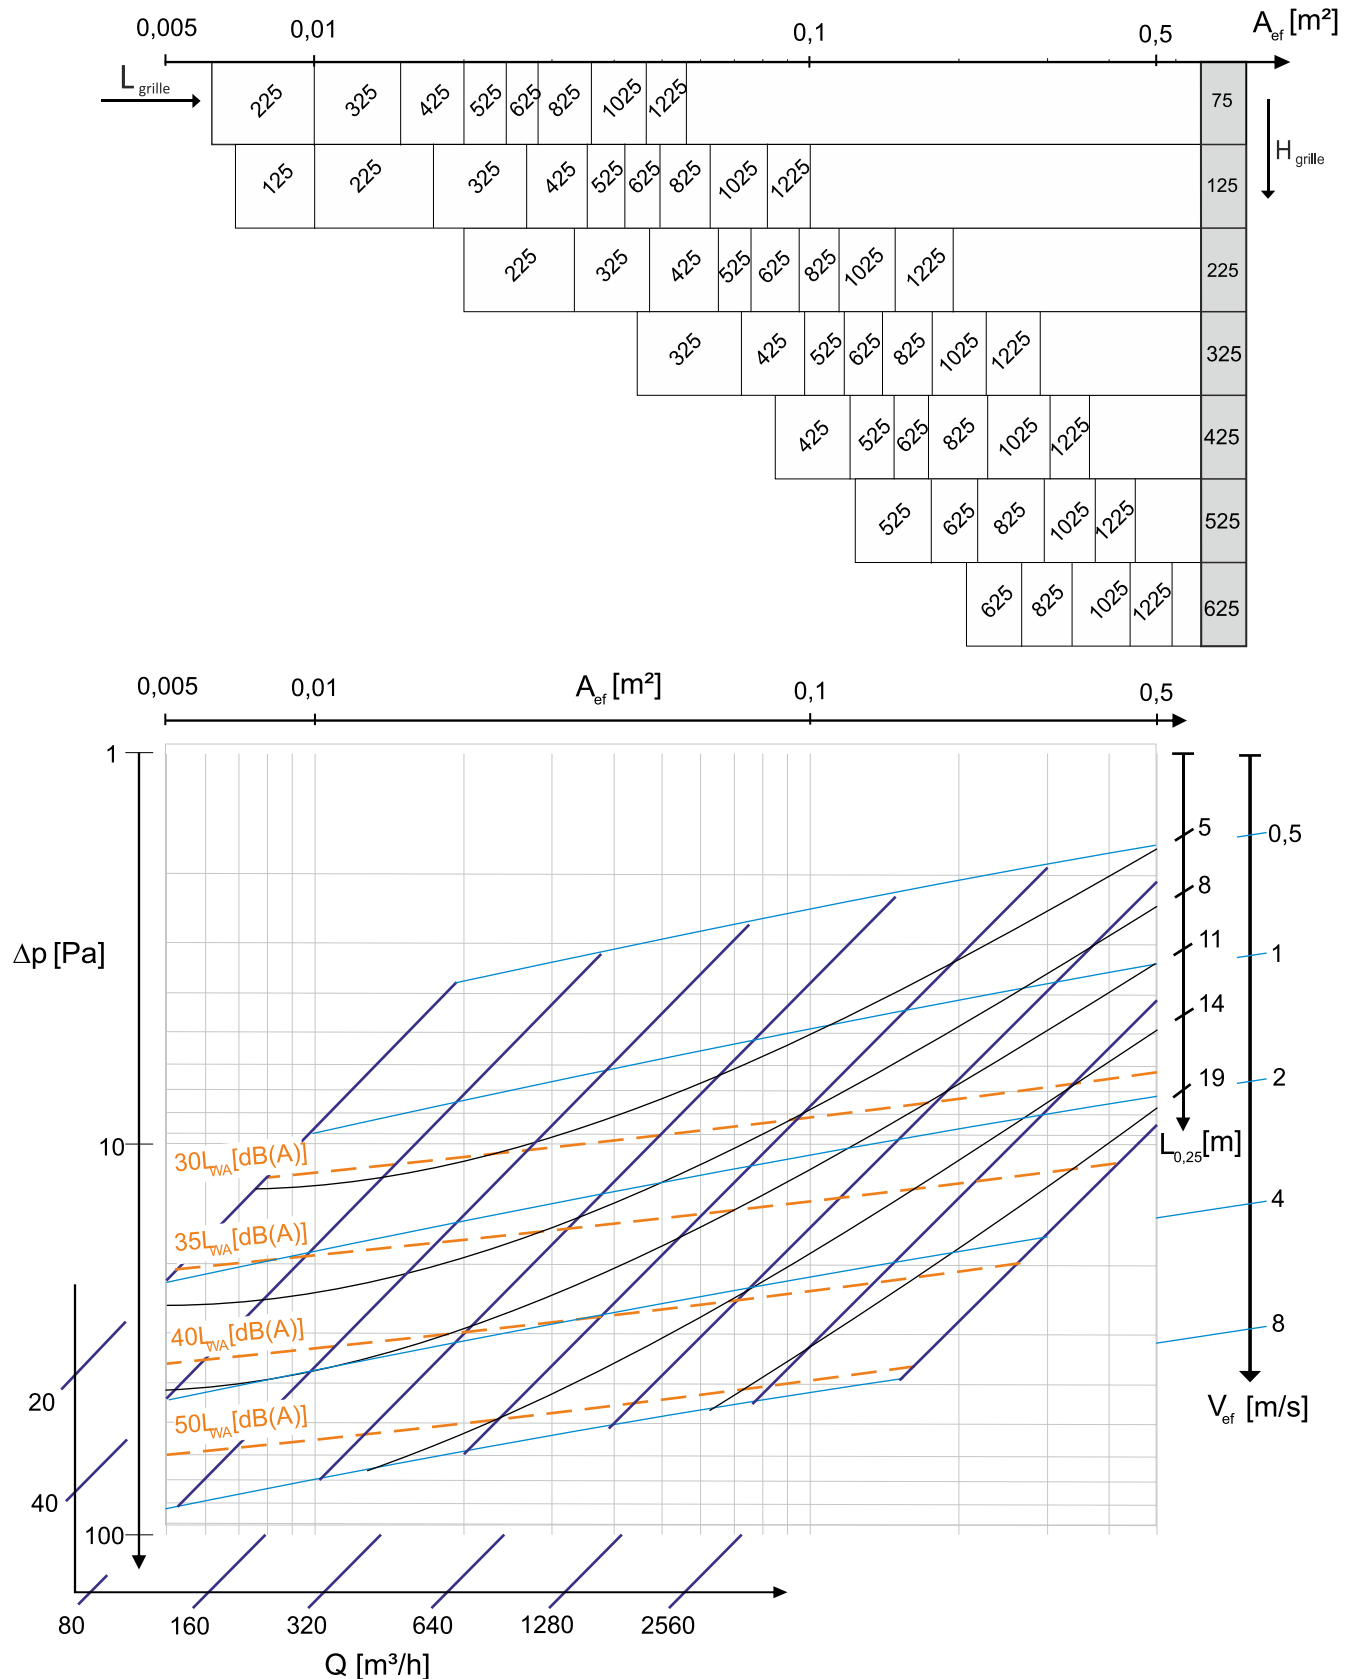 0,005 0,01 0,1 0,5 A_ef [m²]
L_grille
225 325 425 525 625 825 1025 1225 75
H_grille
125 225 325 425 525 625 825 1025 1225 125
225 325 425 525 625 825 1025 1225 225
325 425 525 625 825 1025 1225 325
425 525 625 825 1025 1225 425
525 625 825 1025 1225 525
625 825 1025 1225 625
0,005 0,01 A_ef [m²] 0,1 0,5
1
5 0,5
8
11 1
Δp [Pa]
14
19 2
10
30L_WA[dB(A)] L_0,25[m]
35L_WA[dB(A)] 4
40L_WA[dB(A)] 8
20
50L_WA[dB(A)] V_ef [m/s]
40
100
80 160 320 640 1280 2560
Q [m³/h]